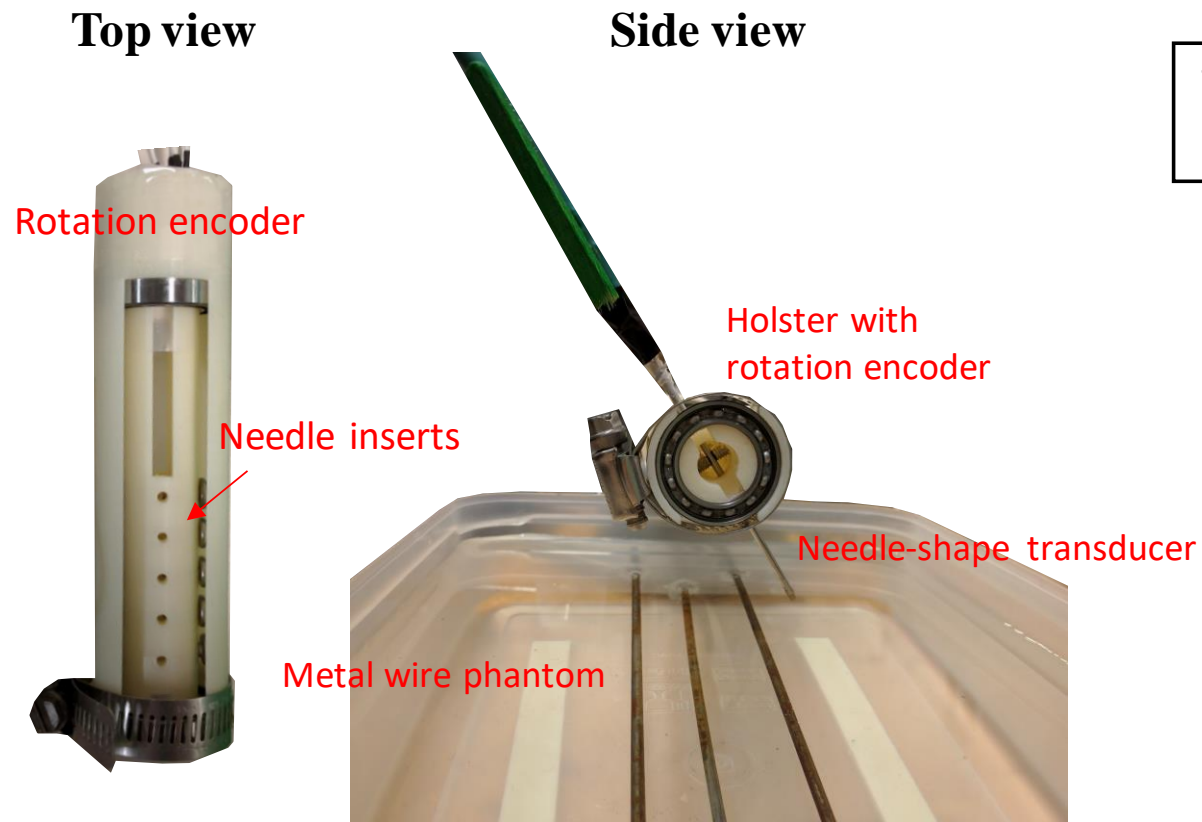 Top view
Side view
Rotation encoder
Holster with
rotation encoder
Needle inserts
Needle-shape transducer
Metal wire phantom